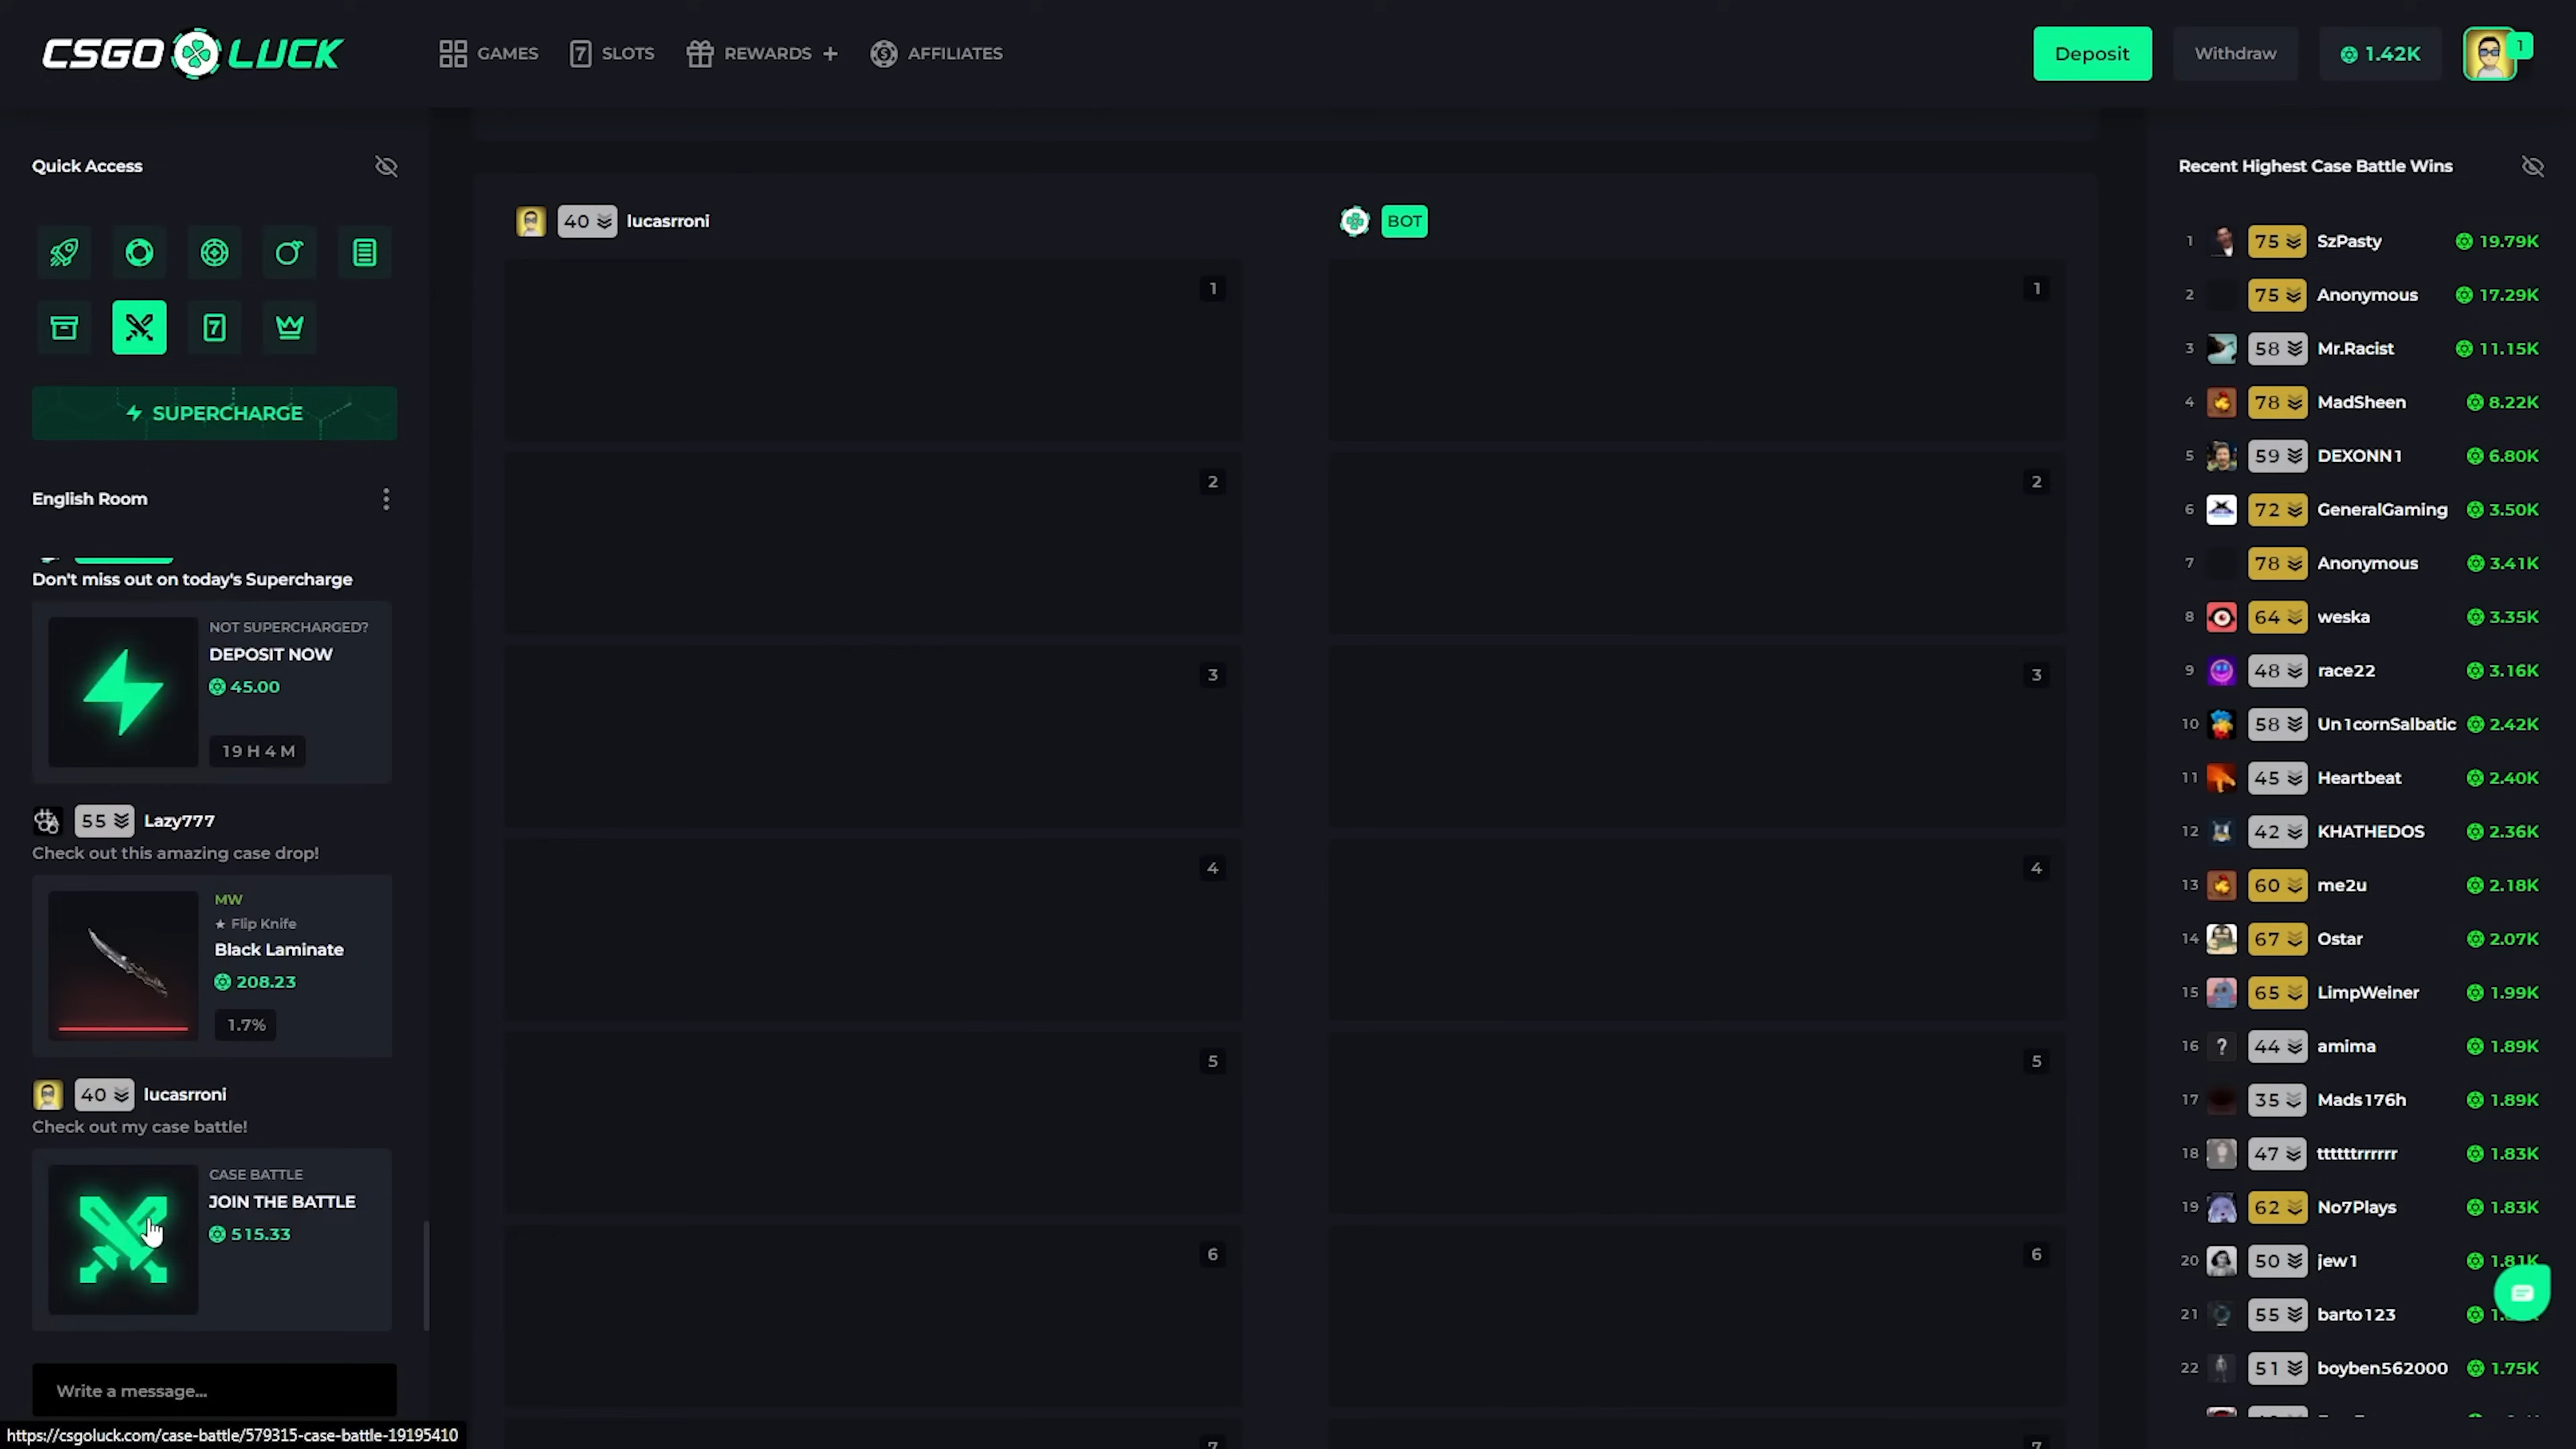 CSGO LUCK
GAMES
7 SLOTS
REWARDS +
AFFILIATES
Deposit
Withdraw
1.42K
1
Quick Access
7
SUPERCHARGE
English Room
Don't miss out on today's Supercharge
NOT SUPERCHARGED?
DEPOSIT NOW
45.00
19 H 4 M
55 Lazy777
Check out this amazing case drop!
MW
★ Flip Knife
Black Laminate
208.23
1.7%
40 lucasrroni
Check out my case battle!
CASE BATTLE
JOIN THE BATTLE
515.33
Write a message...
https://csgoluck.com/case-battle/579315-case-battle-19195410
40 lucasrroni
BOT
1 1
2 2
3 3
4 4
5 5
6 6
7 7
Recent Highest Case Battle Wins
1 75 SzPasty 19.79K
2 75 Anonymous 17.29K
3 58 Mr.Racist 11.15K
4 78 MadSheen 8.22K
5 59 DEXONN1 6.80K
6 72 GeneralGaming 3.50K
7 78 Anonymous 3.41K
8 64 weska 3.35K
9 48 race22 3.16K
10 58 Un1cornSalbatic 2.42K
11 45 Heartbeat 2.40K
12 42 KHATHEDOS 2.36K
13 60 me2u 2.18K
14 67 Ostar 2.07K
15 65 LimpWeiner 1.99K
16 ? 44 amima 1.89K
17 35 Mads176h 1.89K
18 47 ttttttrrrrrr 1.83K
19 62 No7Plays 1.83K
20 50 jew1 1.81K
21 55 barto123
22 51 boyben562000 1.75K